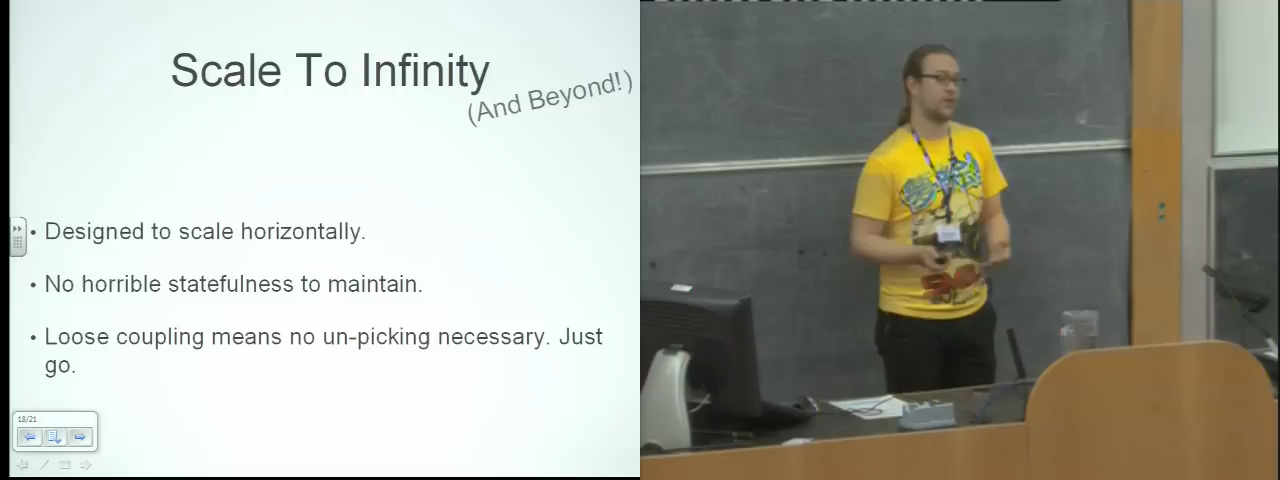 Scale To Infinity
(And Beyond!)
• Designed to scale horizontally.
• No horrible statefulness to maintain.
• Loose coupling means no un-picking necessary. Just
go.
18/21